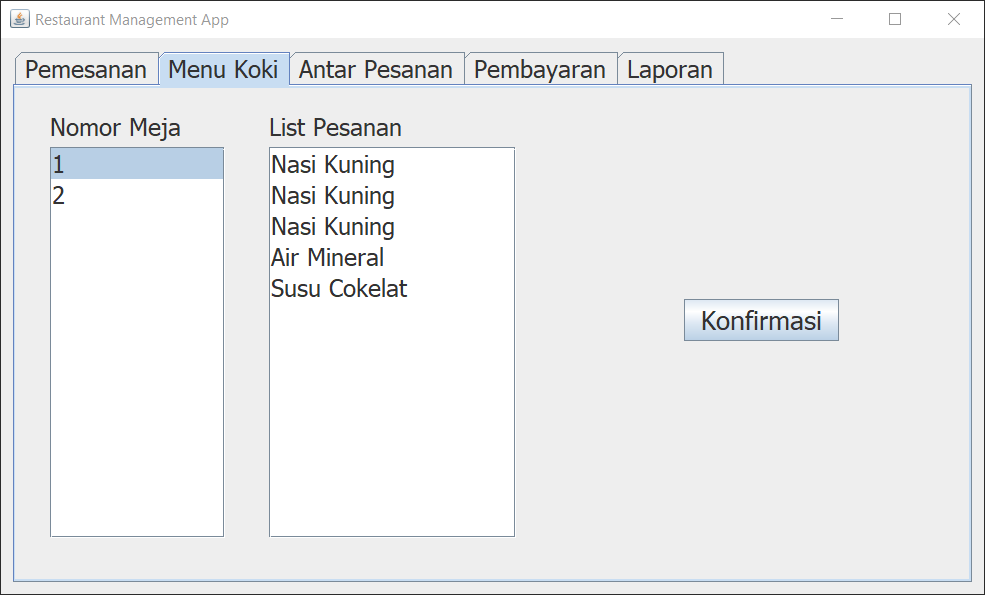 Restaurant Management App
Pemesanan Menu Koki Antar Pesanan Pembayaran Laporan
Nomor Meja
1
2
List Pesanan
Nasi Kuning
Nasi Kuning
Nasi Kuning
Air Mineral
Susu Cokelat
Konfirmasi